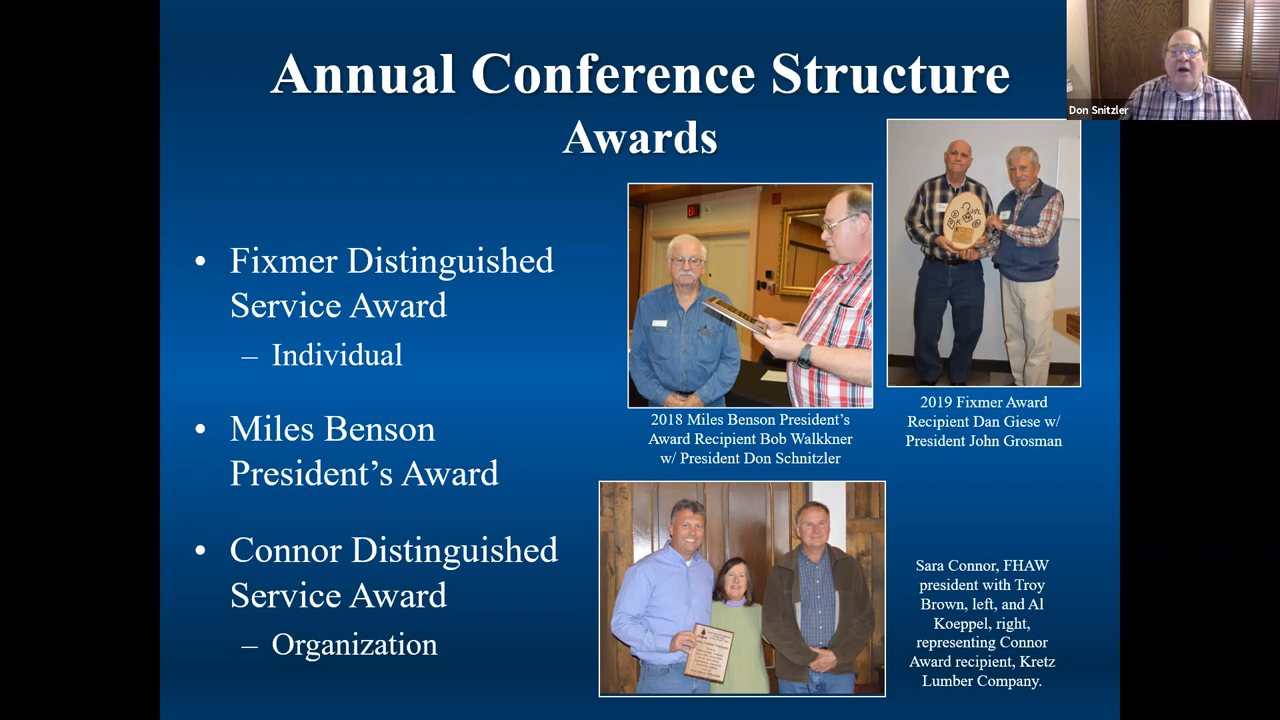 Annual Conference Structure
Awards
Don Snitzler
• Fixmer Distinguished
Service Award
– Individual
• Miles Benson
President’s Award
• Connor Distinguished
Service Award
– Organization
2018 Miles Benson President’s
Award Recipient Bob Walkkner
w/ President Don Schnitzler
2019 Fixmer Award
Recipient Dan Giese w/
President John Grosman
Sara Connor, FHAW
president with Troy
Brown, left, and Al
Koeppel, right,
representing Connor
Award recipient, Kretz
Lumber Company.